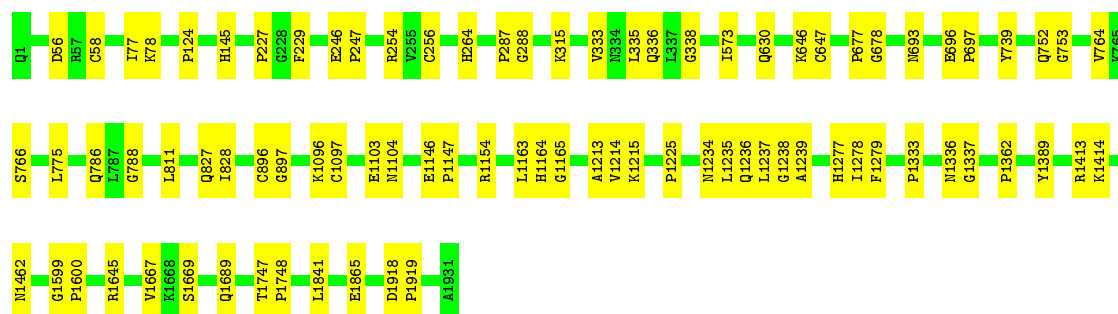 Q1 D56 R57 C58 I77 K78 P124 H145 P227 G228 F229 E246 P247 R254 V255 C256 H264 P287 G288 K315 V333 N334 L335 Q336 L337 G338 I573 Q630 K646 C647 P677 G678 N693 E696 P697 Y739 Q752 G753 V764 K765
S766 L775 Q786 L787 G788 L811 Q827 I828 C896 G897 K1096 C1097 E1103 N1104 E1146 P1147 R1154 L1163 H1164 G1165 A1213 V1214 K1215 P1225 N1234 L1235 Q1236 L1237 G1238 A1239 H1277 I1278 F1279 P1333 N1336 G1337 P1362 Y1389 R1413 K1414
N1462 G1599 P1600 R1645 V1667 K1668 S1669 Q1689 T1747 P1748 L1841 E1865 D1918 P1919 A1931